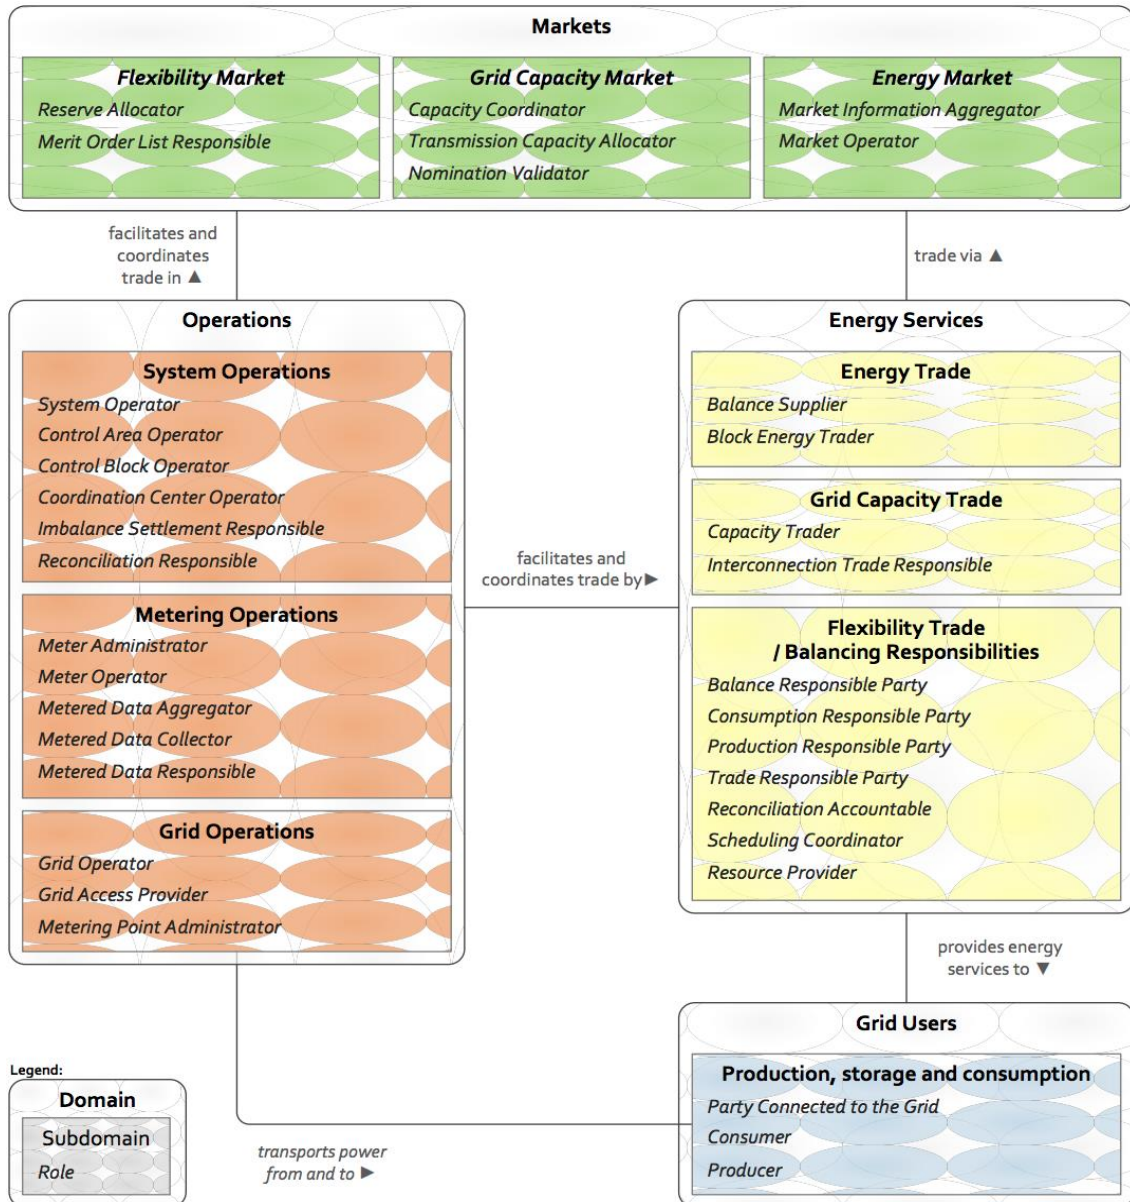 Markets
Flexibility Market
Reserve Allocator
Merit Order List Responsible
Grid Capacity Market
Capacity Coordinator
Transmission Capacity Allocator
Nomination Validator
Energy Market
Market Information Aggregator
Market Operator
facilitates and
coordinates
trade in ▲
trade via ▲
Operations
System Operations
System Operator
Control Area Operator
Control Block Operator
Coordination Center Operator
Imbalance Settlement Responsible
Reconciliation Responsible
Metering Operations
Meter Administrator
Meter Operator
Metered Data Aggregator
Metered Data Collector
Metered Data Responsible
Grid Operations
Grid Operator
Grid Access Provider
Metering Point Administrator
facilitates and
coordinates trade by ►
Energy Services
Energy Trade
Balance Supplier
Block Energy Trader
Grid Capacity Trade
Capacity Trader
Interconnection Trade Responsible
Flexibility Trade
/ Balancing Responsibilities
Balance Responsible Party
Consumption Responsible Party
Production Responsible Party
Trade Responsible Party
Reconciliation Accountable
Scheduling Coordinator
Resource Provider
provides energy
services to ▼
Grid Users
Production, storage and consumption
Party Connected to the Grid
Consumer
Producer
transports power
from and to ►
Legend:
Domain
Subdomain
Role